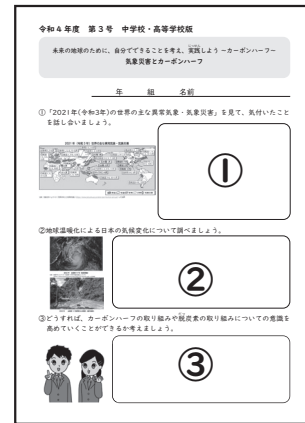 令和4年度 第3号 中学校・高等学校版
未来の地球のために、自分でできることを考え、実践しよう ~カーボンハーフ~
気象災害とカーボンハーフ
年 組 名前
①「2021年(令和3年)の世界の主な異常気象・気象災害」を見て、気付いたこと
を話し合いましょう。
①
②地球温暖化による日本の気候変化について調べましょう。
②
③どうすれば、カーボンハーフの取り組みや脱炭素の取り組みについての意識を
高めていくことができるか考えましょう。
③